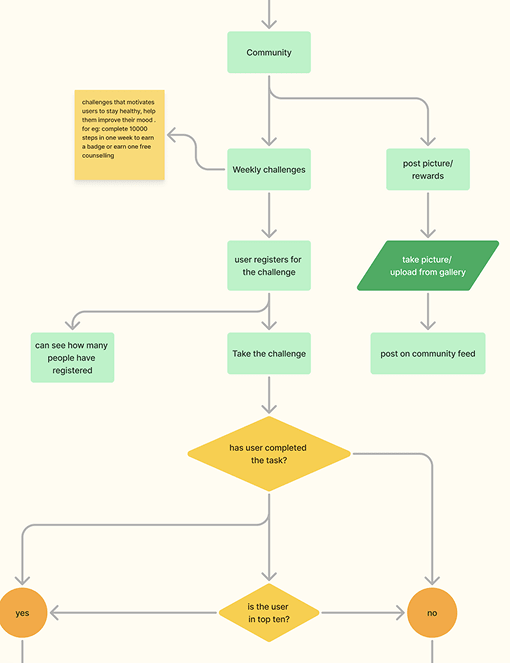 Community
challenges that motivates
users to stay healthy, help
them improve their mood .
for eg: complete 10000
steps in one week to earn
a badge or earn one free
counselling
Weekly challenges
post picture/
rewards
user registers for
the challenge
take picture/
upload from gallery
can see how many
people have
registered
Take the challenge
post on community feed
has user completed
the task?
yes
is the user
in top ten?
no